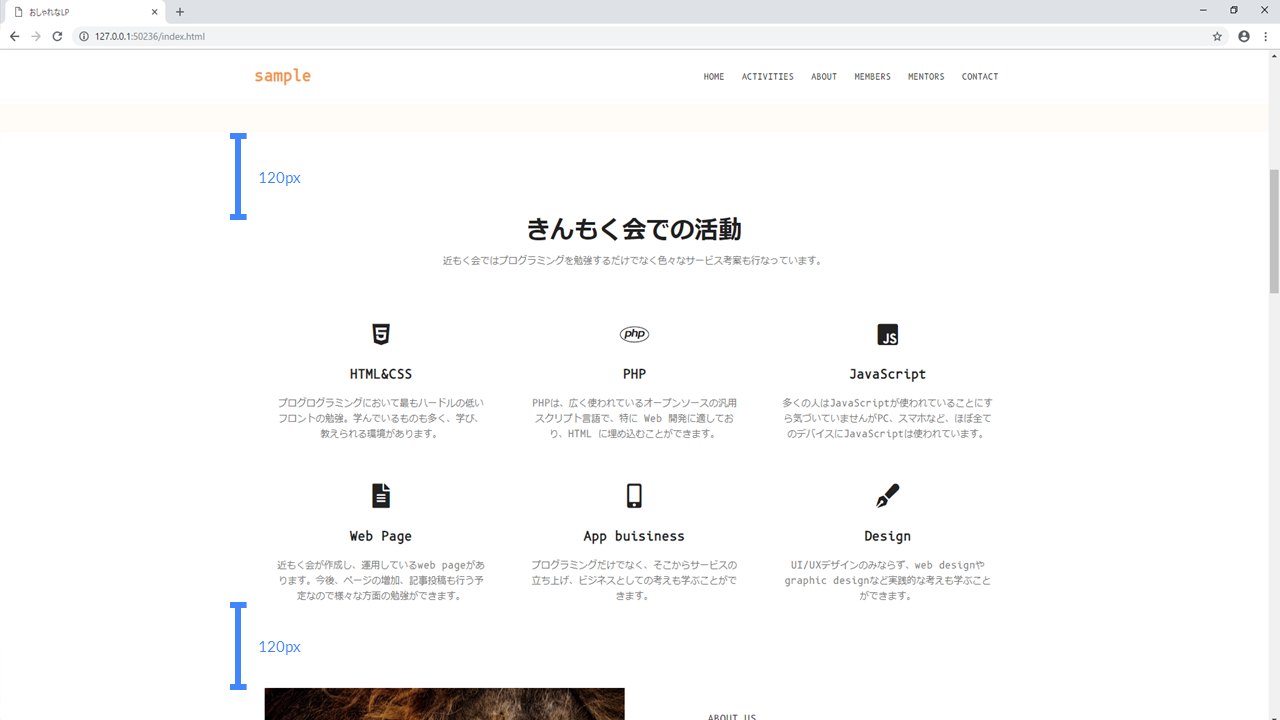 おしゃれなLP
127.0.0.1:50236/index.html
sample
HOME ACTIVITIES ABOUT MEMBERS MENTORS CONTACT
120px
きんもく会での活動
近もく会ではプログラミングを勉強するだけでなく色々なサービス考案も行なっています。
HTML&CSS
プログログラミングにおいて最もハードルの低い
フロントの勉強。学んでいるものも多く、学び、
教えられる環境があります。
php
PHP
PHPは、広く使われているオープンソースの汎用
スクリプト言語で、特に Web 開発に適してお
り、HTML に埋め込むことができます。
JS
JavaScript
多くの人はJavaScriptが使われていることにす
ら気づいていませんがPC、スマホなど、ほぼ全て
のデバイスにJavaScriptは使われています。
Web Page
近もく会が作成し、運用しているweb pageがあ
ります。今後、ページの増加、記事投稿も行う予
定なので様々な方面の勉強ができます。
App buisiness
プログラミングだけでなく、そこからサービスの
立ち上げ、ビジネスとしての考えも学ぶことがで
きます。
Design
UI/UXデザインのみならず、web designや
graphic designなど実践的な考えも学ぶこと
ができます。
120px
ABOUT US